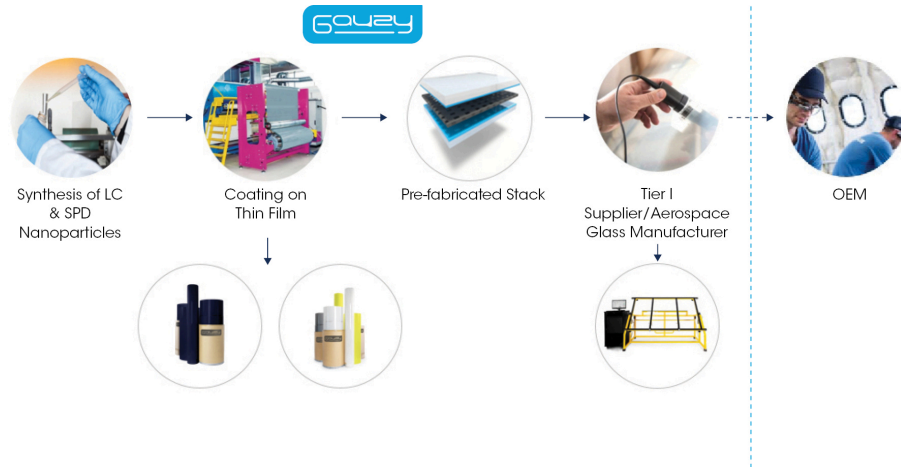 Gauzy
Synthesis of LC
& SPD
Nanoparticles
Coating on
Thin Film
Pre-fabricated Stack
Tier I
Supplier/Aerospace
Glass Manufacturer
OEM